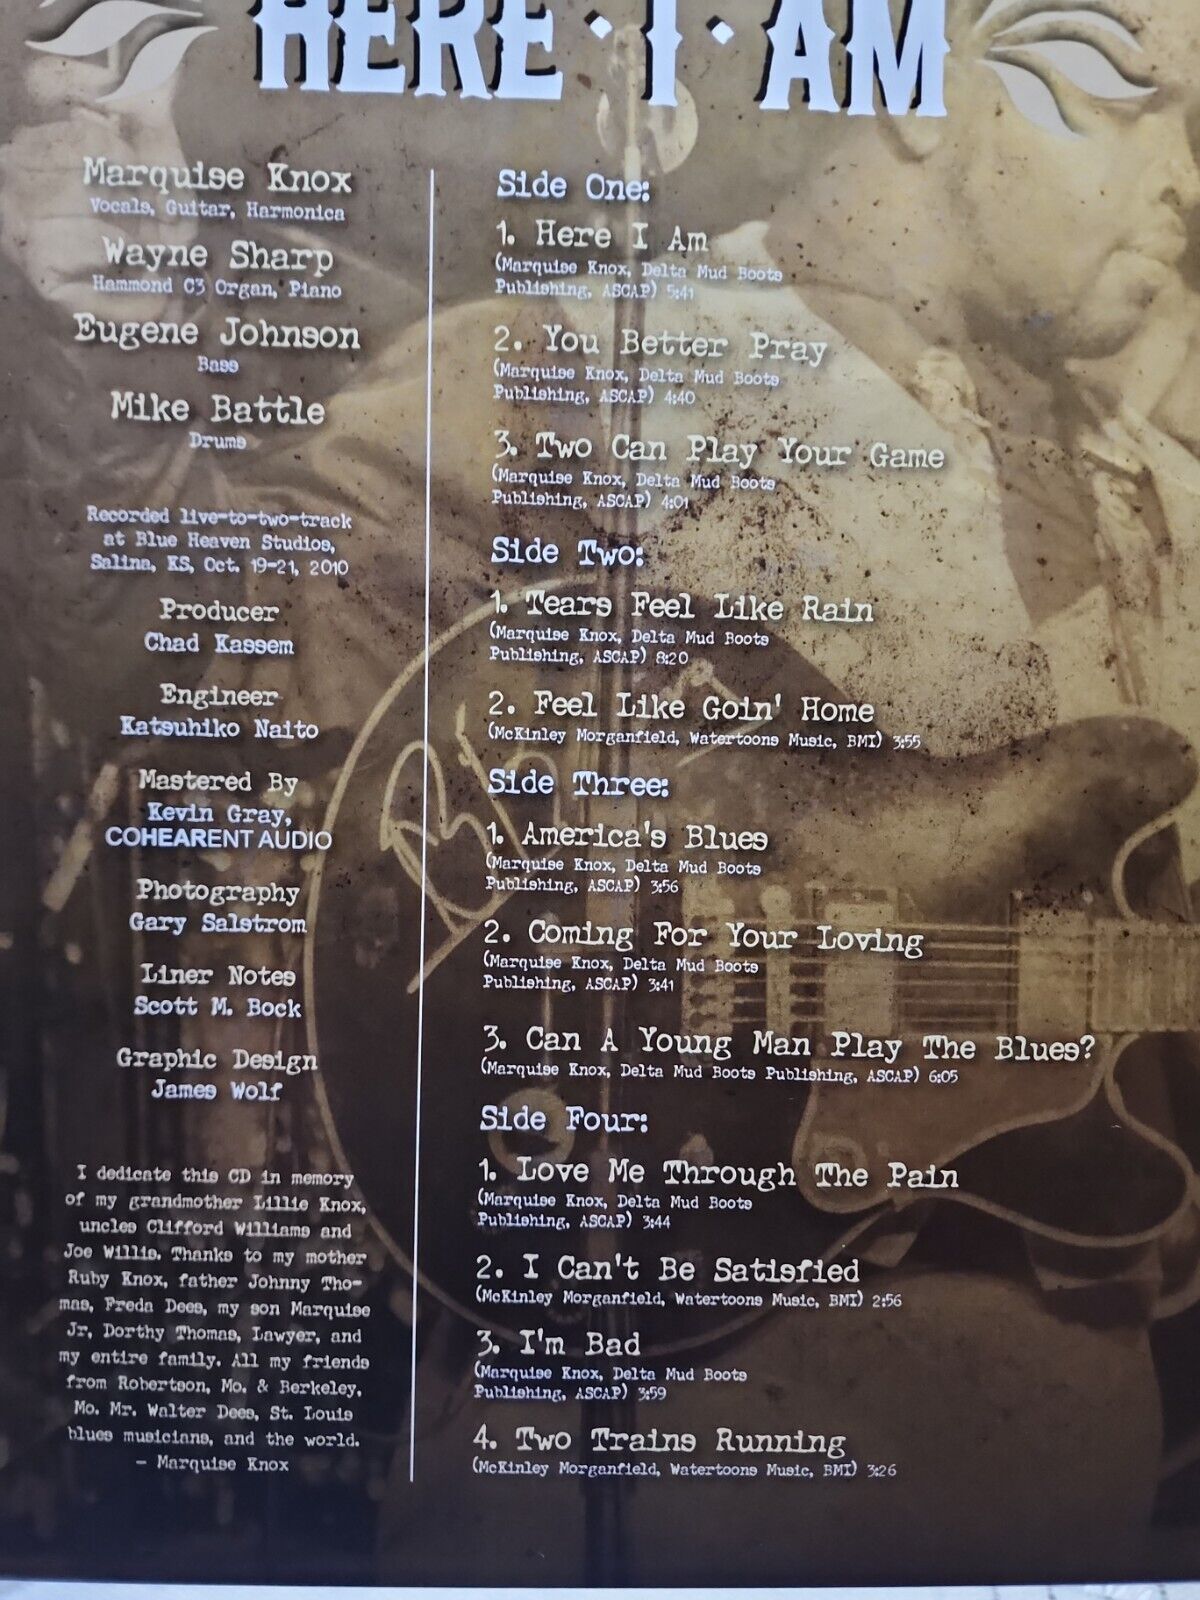 HERE · I · AM
Marquise Knox
Vocals, Guitar, Harmonica
Wayne Sharp
Hammond C3 Organ, Piano
Eugene Johnson
Bass
Mike Battle
Drums
Recorded live-to-two-track
at Blue Heaven Studios,
Salina, KS, Oct. 19-21, 2010
Producer
Chad Kassem
Engineer
Katsuhiko Naito
Mastered By
Kevin Gray,
COHEARENT AUDIO
Photography
Gary Salstrom
Liner Notes
Scott M. Bock
Graphic Design
James Wolf
I dedicate this CD in memory
of my grandmother Lillie Knox,
uncles Clifford Williams and
Joe Willis. Thanks to my mother
Ruby Knox, father Johnny Tho-
mas, Freda Dees, my son Marquise
Jr, Dorthy Thomas, Lawyer, and
my entire family. All my friends
from Robertson, Mo. & Berkeley,
Mo. Mr. Walter Dees, St. Louis
blues musicians, and the world.
- Marquise Knox
Side One:
1. Here I Am
(Marquise Knox, Delta Mud Boots
Publishing, ASCAP) 5:41
2. You Better Pray
(Marquise Knox, Delta Mud Boots
Publishing, ASCAP) 4:40
3. Two Can Play Your Game
(Marquise Knox, Delta Mud Boots
Publishing, ASCAP) 4:01
Side Two:
1. Tears Feel Like Rain
(Marquise Knox, Delta Mud Boots
Publishing, ASCAP) 8:20
2. Feel Like Goin' Home
(McKinley Morganfield, Watertoons Music, BMI) 3:55
Side Three:
1. America's Blues
(Marquise Knox, Delta Mud Boots
Publishing, ASCAP) 3:56
2. Coming For Your Loving
(Marquise Knox, Delta Mud Boots
Publishing, ASCAP) 3:41
3. Can A Young Man Play The Blues?
(Marquise Knox, Delta Mud Boots Publishing, ASCAP) 6:05
Side Four:
1. Love Me Through The Pain
(Marquise Knox, Delta Mud Boots
Publishing, ASCAP) 3:44
2. I Can't Be Satisfied
(McKinley Morganfield, Watertoons Music, BMI) 2:56
3. I'm Bad
(Marquise Knox, Delta Mud Boots
Publishing, ASCAP) 3:59
4. Two Trains Running
(McKinley Morganfield, Watertoons Music, BMI) 3:26